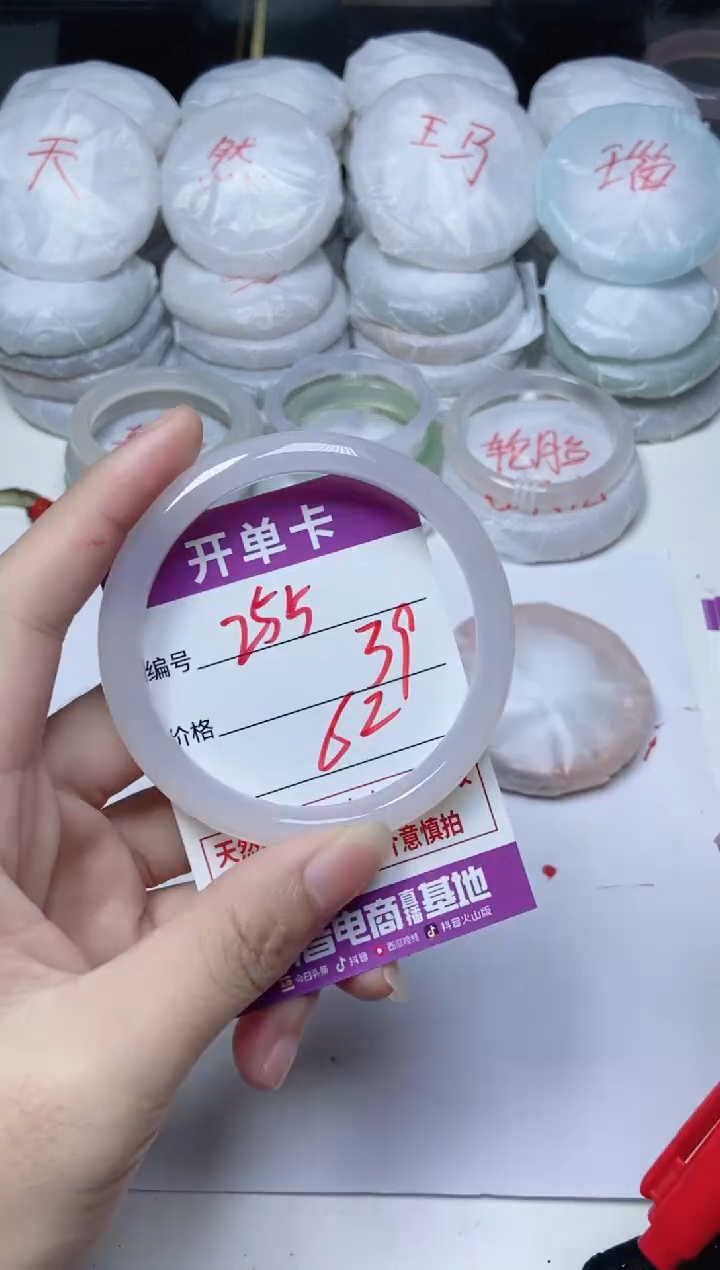 天 然 玛 瑙
轮胎
开单卡
编号 255
39
价格
62
天然
介意慎拍
音电商直播基地
今日头条 抖音 西瓜视频 抖音火山版